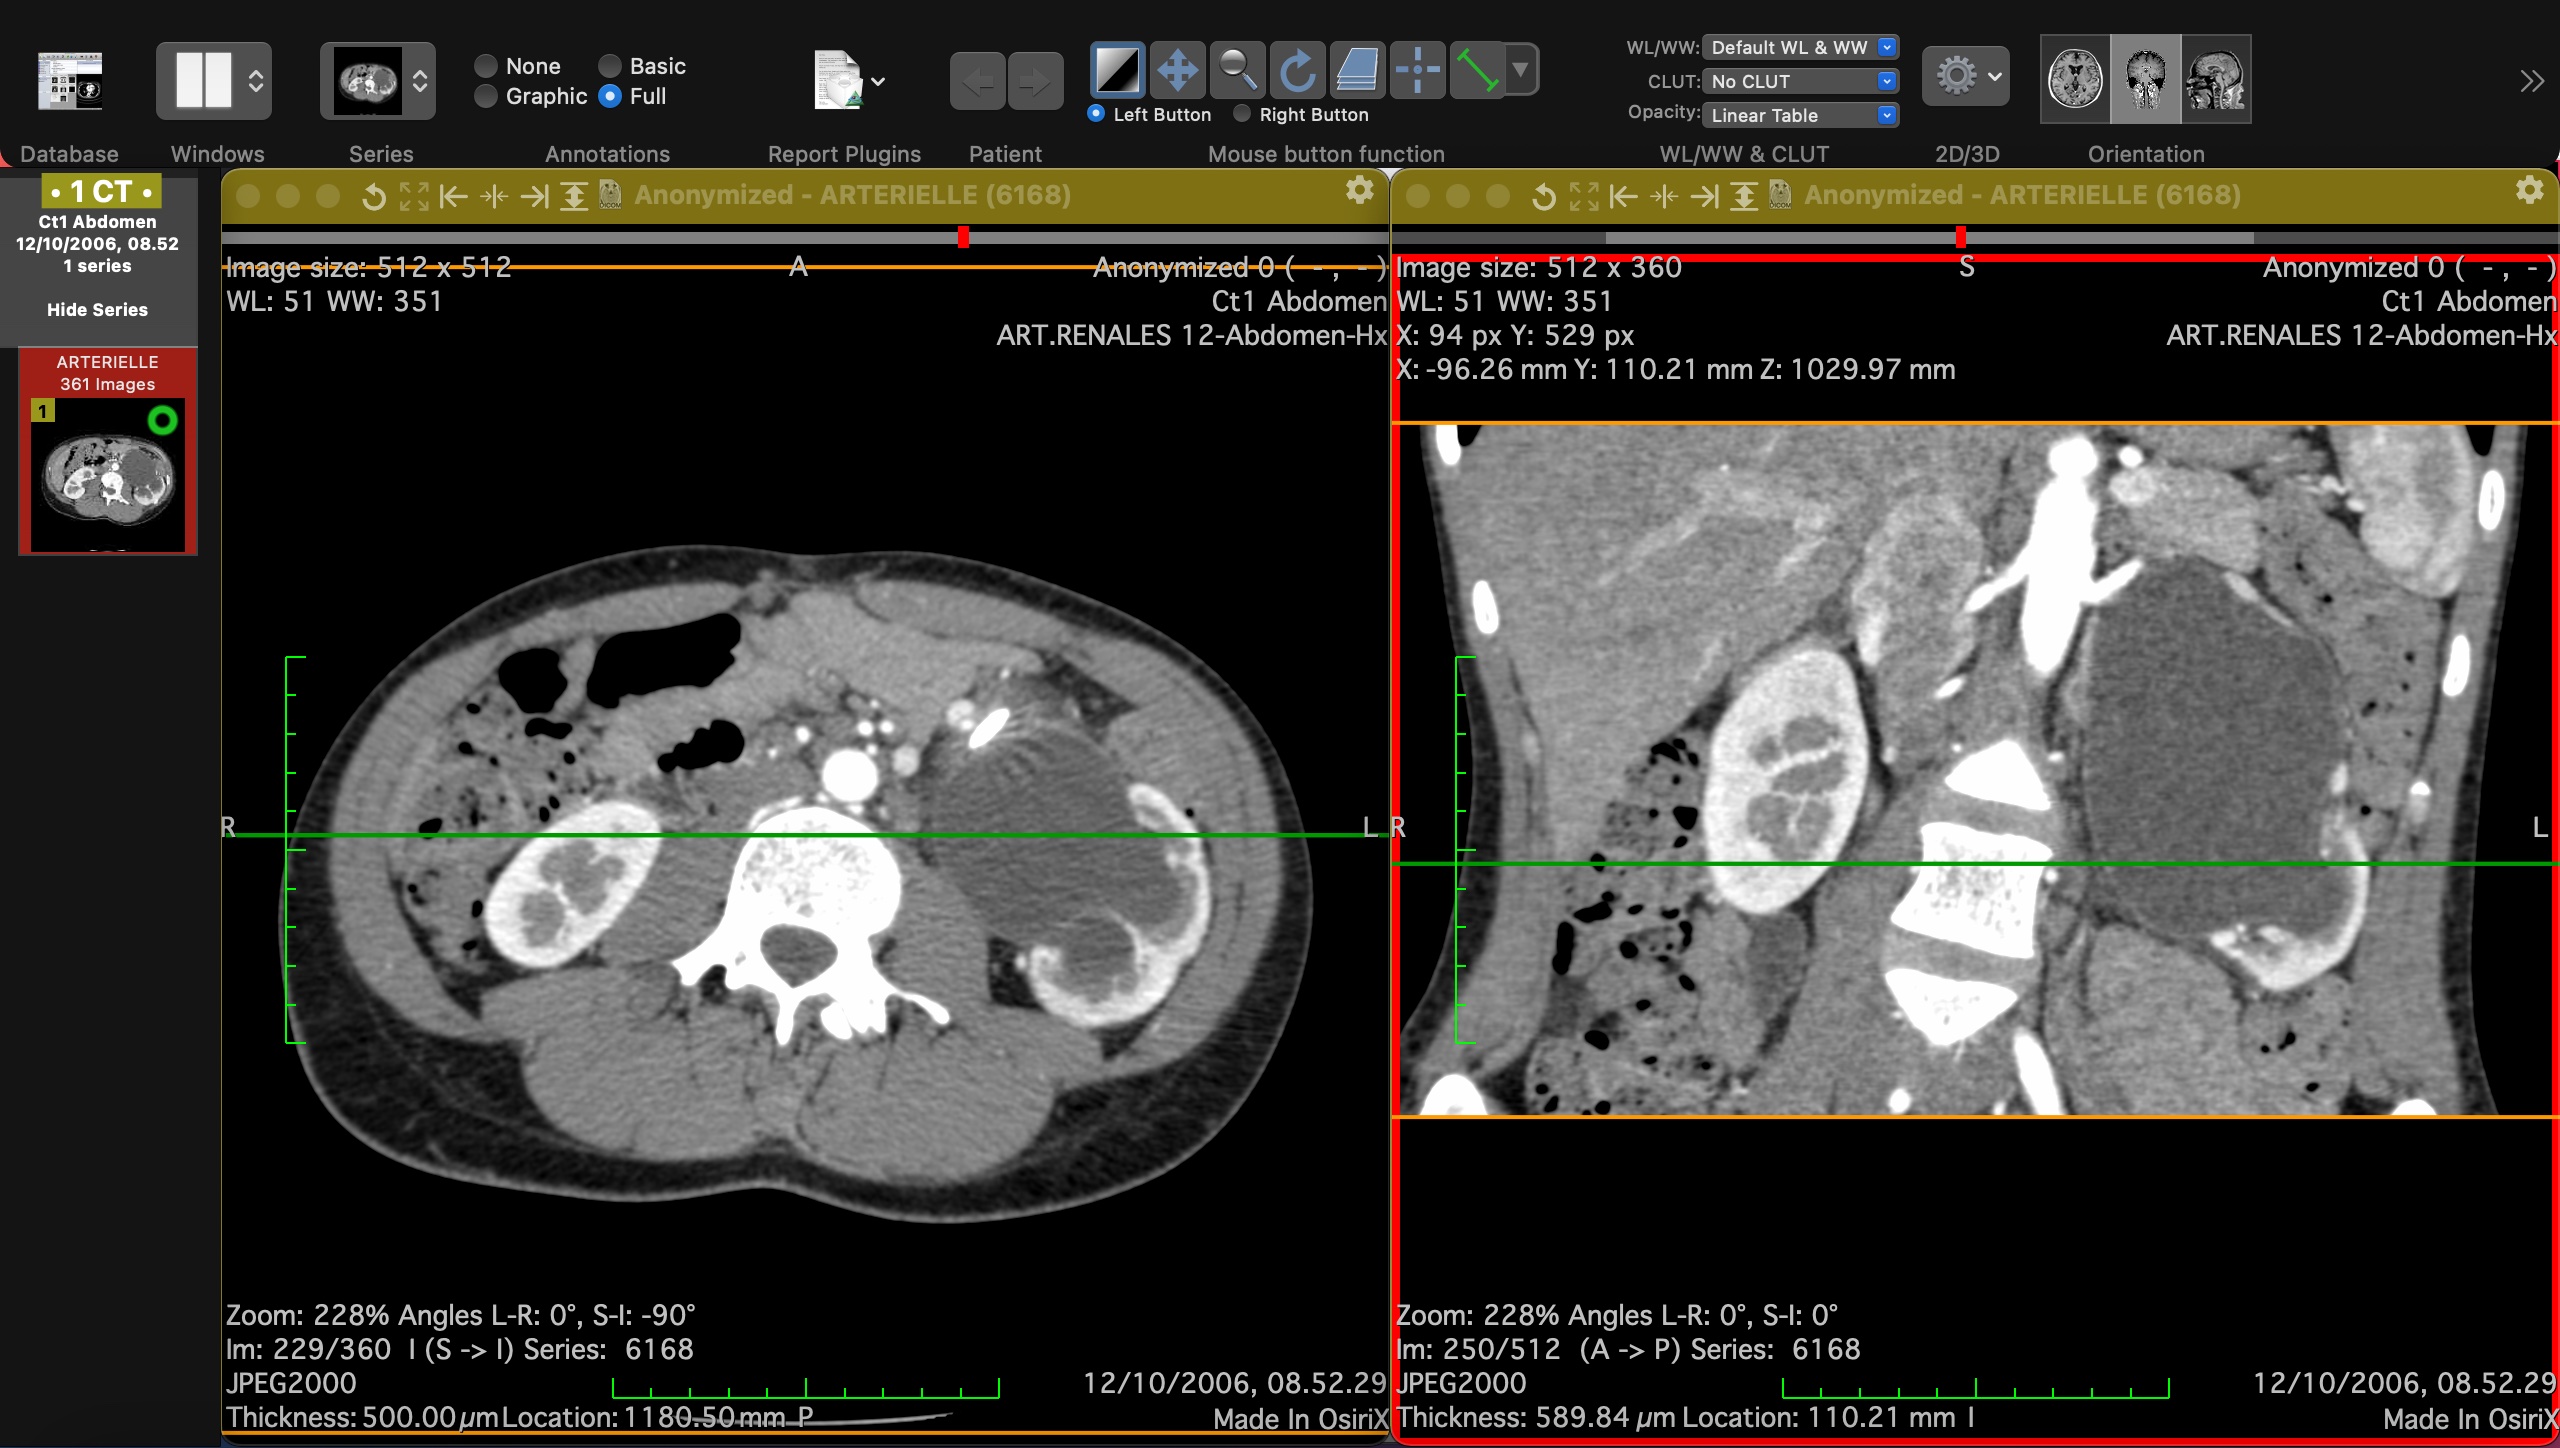 None
Basic
Graphic
Full
Left Button
Right Button
WL/WW: Default WL & WW
CLUT: No CLUT
Opacity: Linear Table
Database
Windows
Series
Annotations
Report Plugins
Patient
Mouse button function
WL/WW & CLUT
2D/3D
Orientation
• 1 CT •
Ct1 Abdomen
12/10/2006, 08.52
1 series
Hide Series
ARTERIELLE
361 Images
1
Anonymized - ARTERIELLE (6168)
Image size: 512 x 512
A
Anonymized 0 ( - , - )
WL: 51 WW: 351
Ct1 Abdomen
ART.RENALES 12-Abdomen-Hx
R
L
Zoom: 228% Angles L-R: 0°, S-I: -90°
Im: 229/360 I (S -> I) Series: 6168
JPEG2000
12/10/2006, 08.52.29
Thickness: 500.00 µm Location: 1180.50 mm P
Made In OsiriX
Anonymized - ARTERIELLE (6168)
Image size: 512 x 360
S
Anonymized 0 ( - , - )
WL: 51 WW: 351
Ct1 Abdomen
X: 94 px Y: 529 px
ART.RENALES 12-Abdomen-Hx
X: -96.26 mm Y: 110.21 mm Z: 1029.97 mm
R
L
Zoom: 228% Angles L-R: 0°, S-I: 0°
Im: 250/512 (A -> P) Series: 6168
JPEG2000
12/10/2006, 08.52.29
Thickness: 589.84 µm Location: 110.21 mm I
Made In OsiriX